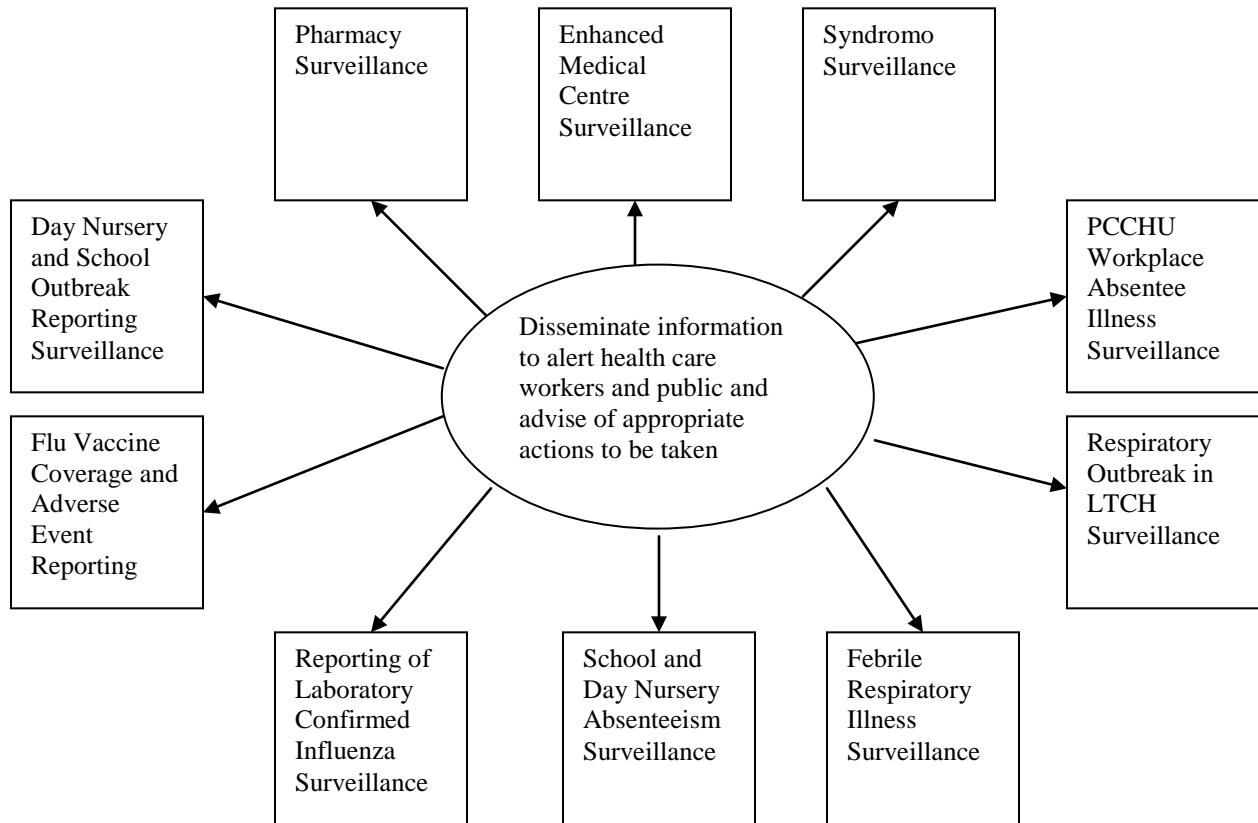 Pharmacy
Surveillance
Enhanced
Medical
Centre
Surveillance
Syndromo
Surveillance
Day Nursery
and School
Outbreak
Reporting
Surveillance
PCCHU
Workplace
Absentee
Illness
Surveillance
Disseminate information
to alert health care
workers and public and
advise of appropriate
actions to be taken
Flu Vaccine
Coverage and
Adverse
Event
Reporting
Respiratory
Outbreak in
LTCH
Surveillance
Reporting of
Laboratory
Confirmed
Influenza
Surveillance
School and
Day Nursery
Absenteeism
Surveillance
Febrile
Respiratory
Illness
Surveillance